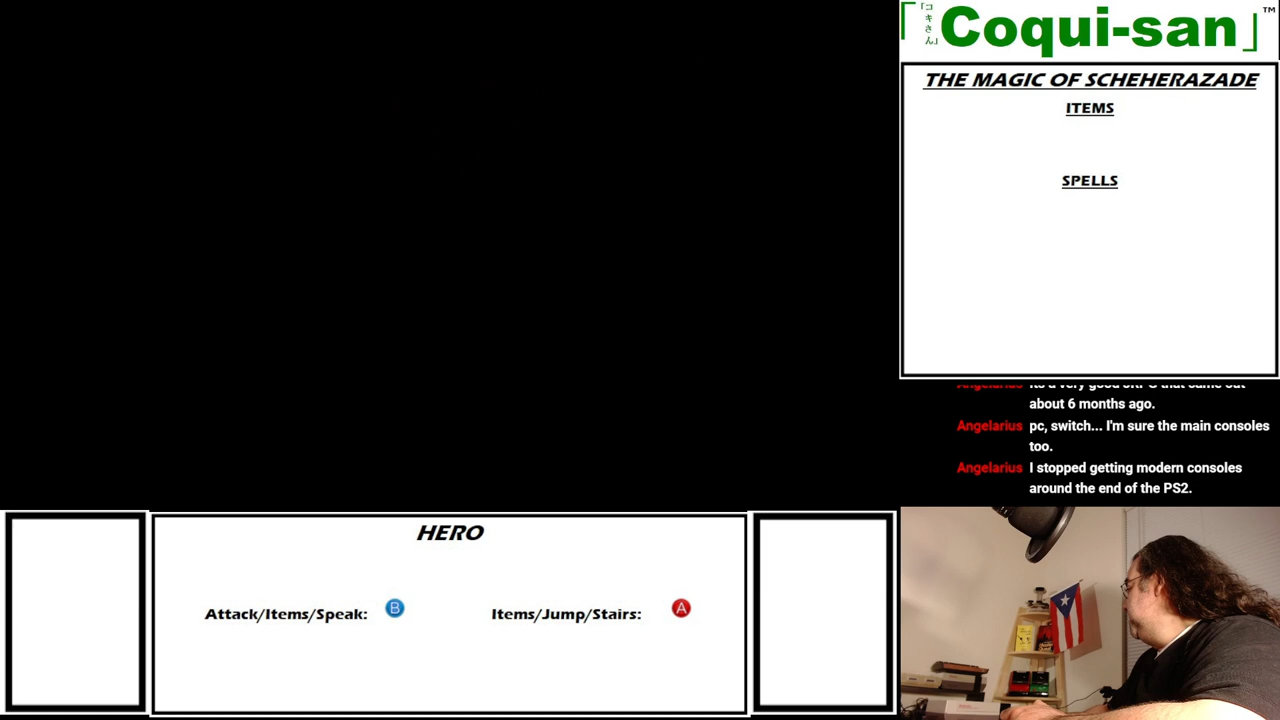 「コキさん」Coqui-san」™
THE MAGIC OF SCHEHERAZADE
ITEMS
SPELLS
about 6 months ago.
Angelarius pc, switch... I'm sure the main consoles
too.
Angelarius I stopped getting modern consoles
around the end of the PS2.
HERO
Attack/Items/Speak: B Items/Jump/Stairs: A